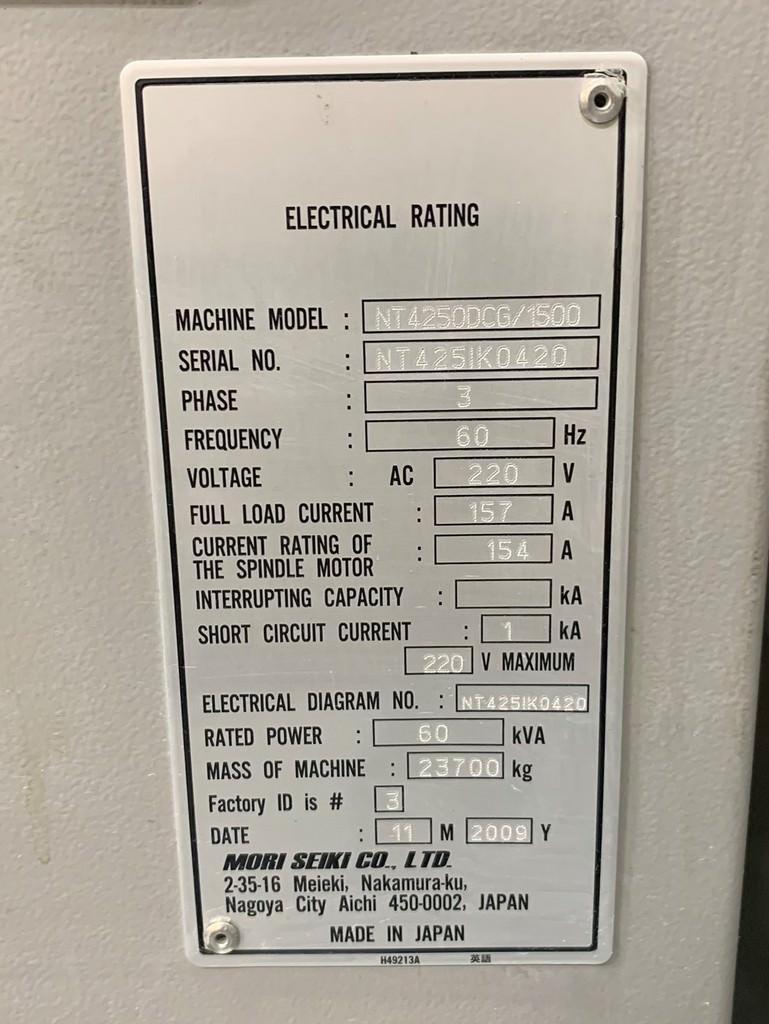 ELECTRICAL RATING
MACHINE MODEL : NT4250DCG/1500
SERIAL NO. : NT425IK0420
PHASE : 3
FREQUENCY : 60 Hz
VOLTAGE : AC 220 V
FULL LOAD CURRENT : 157 A
CURRENT RATING OF
THE SPINDLE MOTOR : 154 A
INTERRUPTING CAPACITY : kA
SHORT CIRCUIT CURRENT : 1 kA
220 V MAXIMUM
ELECTRICAL DIAGRAM NO. : NT425IK0420
RATED POWER : 60 kVA
MASS OF MACHINE : 23700 kg
Factory ID is # 3
DATE : 11 M 2009 Y
MORI SEIKI CO., LTD.
2-35-16 Meieki, Nakamura-ku,
Nagoya City Aichi 450-0002, JAPAN
MADE IN JAPAN
H49213A 英語